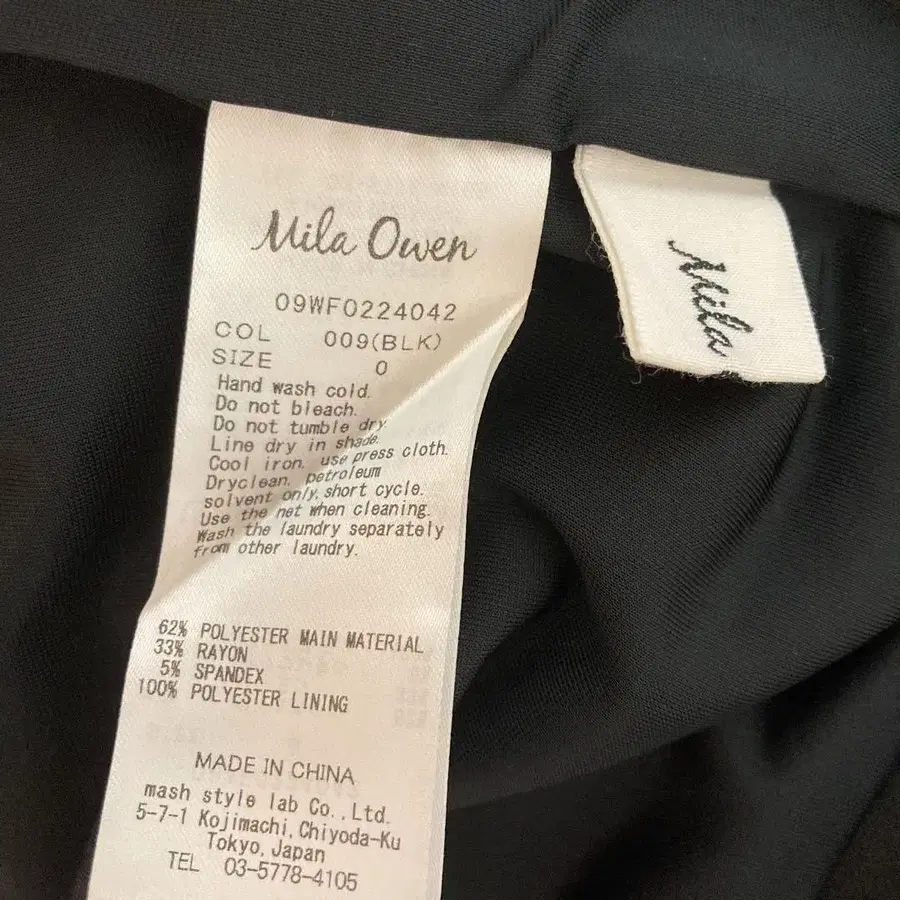 Mila Owen
09WF0224042
COL 009(BLK)
SIZE 0
Hand wash cold.
Do not bleach.
Do not tumble dry.
Line dry in shade.
Cool iron. use press cloth.
Dryclean. petroleum
solvent only. short cycle.
Use the net when cleaning.
Wash the laundry separately
from other laundry.
62% POLYESTER MAIN MATERIAL
33% RAYON
5% SPANDEX
100% POLYESTER LINING
MADE IN CHINA
mash style lab Co.,Ltd.
5-7-1 Kojimachi,Chiyoda-Ku
Tokyo,Japan
TEL 03-5778-4105
Mila